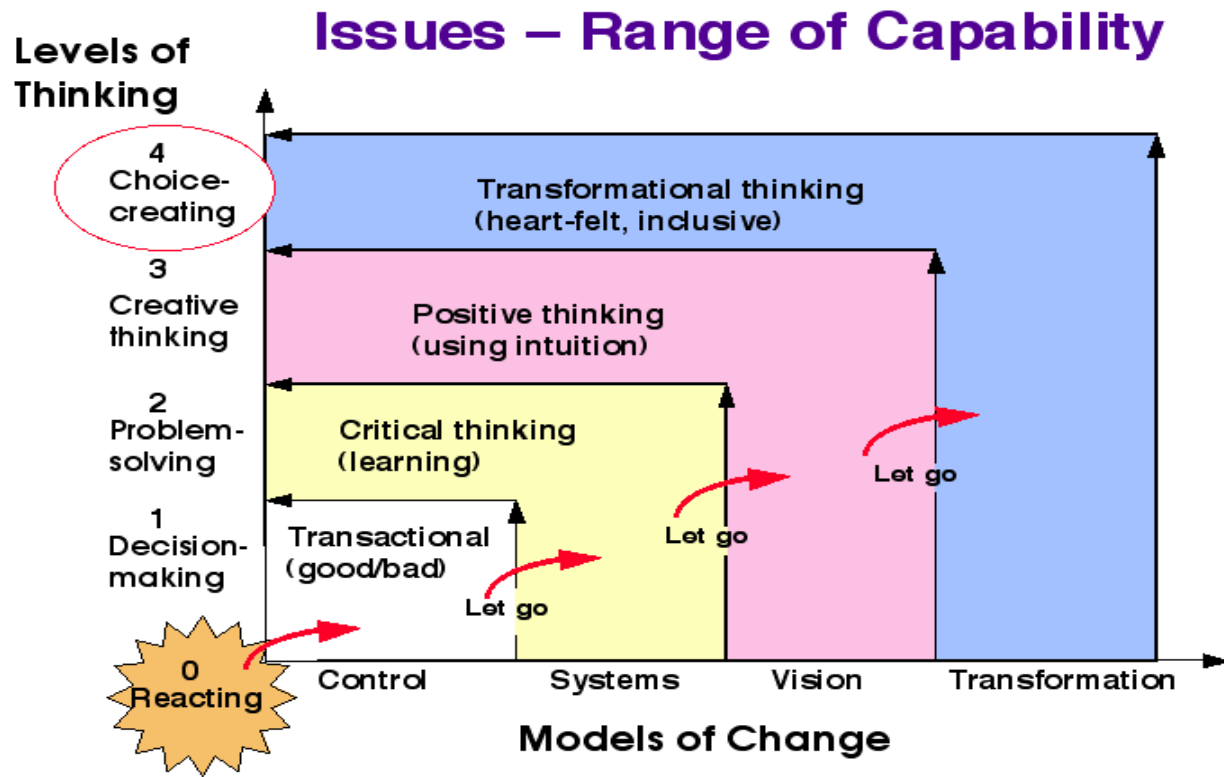 Issues – Range of Capability
Levels of
Thinking
4
Choice-
creating
Transformational thinking
(heart-felt, inclusive)
3
Creative
thinking
Positive thinking
(using intuition)
2
Problem-
solving
Critical thinking
(learning)
Let go
Let go
1
Decision-
making
Transactional
(good/bad)
Let go
0
Reacting
Control
Systems
Vision
Transformation
Models of Change